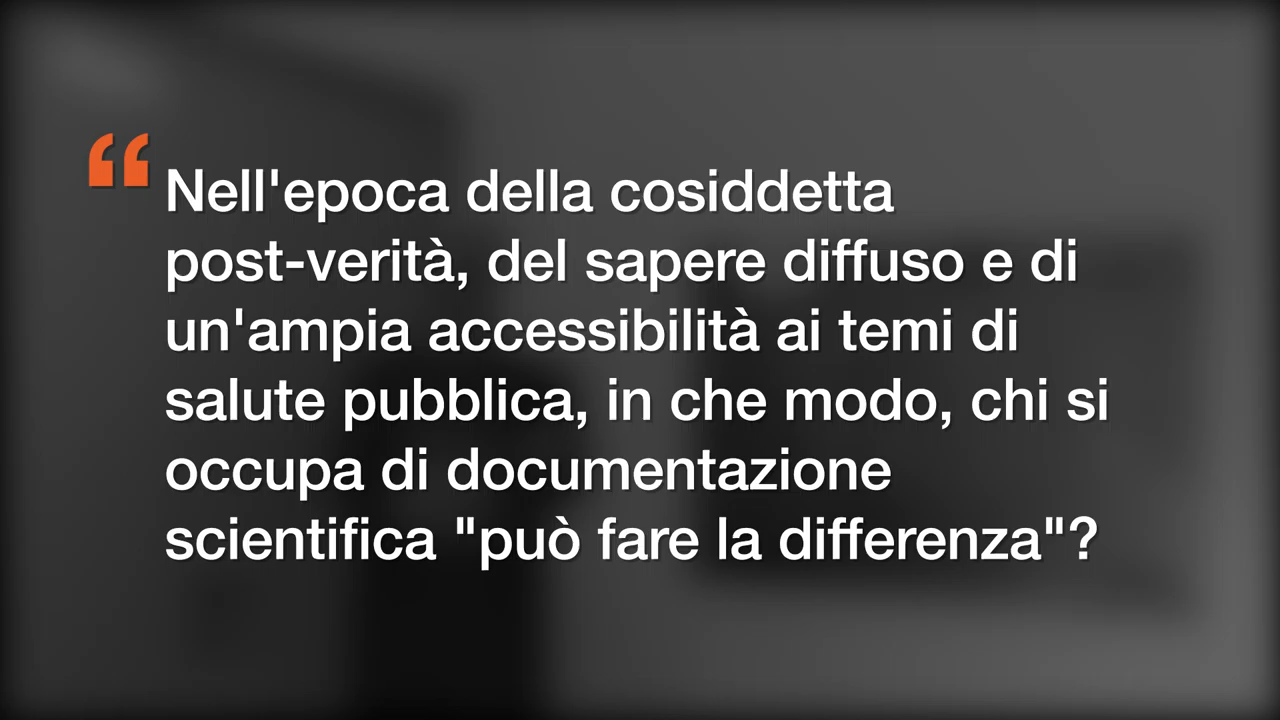 “ Nell'epoca della cosiddetta
post-verità, del sapere diffuso e di
un'ampia accessibilità ai temi di
salute pubblica, in che modo, chi si
occupa di documentazione
scientifica "può fare la differenza"?